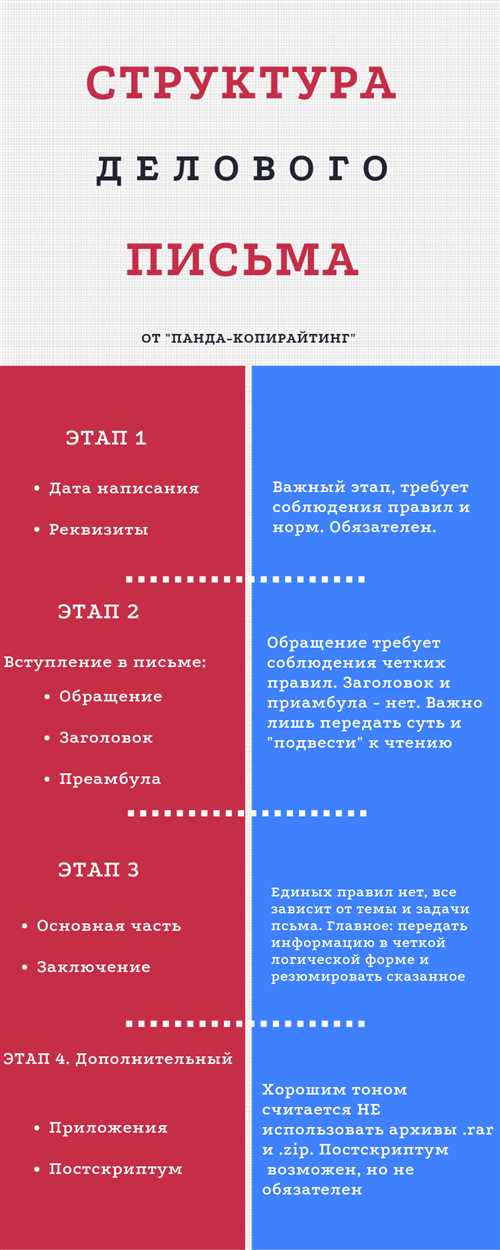 СТРУКТУРА
ДЕЛОВОГО
ПИСЬМА
ОТ "ПАНДА-КОПИРАЙТИНГ"
ЭТАП 1
• Дата написания
• Реквизиты
Важный этап, требует
соблюдения правил и
норм. Обязателен.
ЭТАП 2
Вступление в письме:
• Обращение
• Заголовок
• Преамбула
Обращение требует
соблюдения четких
правил. Заголовок и
приамбула - нет. Важно
лишь передать суть и
"подвести" к чтению
ЭТАП 3
• Основная часть
• Заключение
Единых правил нет, все
зависит от темы и задачи
псьма. Главное: передать
информацию в четкой
логической форме и
резюмировать сказанное
ЭТАП 4. Дополнительный
• Приложения
• Постскриптум
Хорошим тоном
считается НЕ
использовать архивы .rar
и .zip. Постскриптум
возможен, но не
обязателен